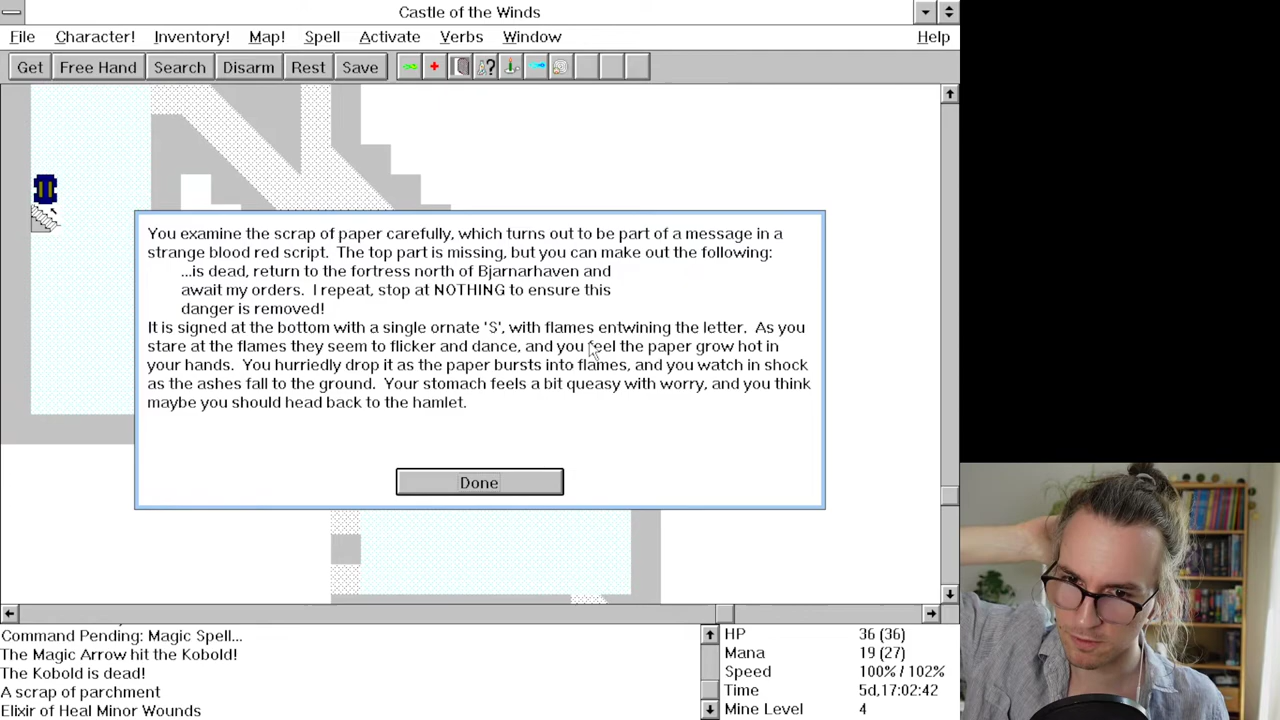 Castle of the Winds
File Character! Inventory! Map! Spell Activate Verbs Window Help
Get Free Hand Search Disarm Rest Save
You examine the scrap of paper carefully, which turns out to be part of a message in a
strange blood red script. The top part is missing, but you can make out the following:
...is dead, return to the fortress north of Bjarnarhaven and
await my orders. I repeat, stop at NOTHING to ensure this
danger is removed!
It is signed at the bottom with a single ornate 'S', with flames entwining the letter. As you
stare at the flames they seem to flicker and dance, and you feel the paper grow hot in
your hands. You hurriedly drop it as the paper bursts into flames, and you watch in shock
as the ashes fall to the ground. Your stomach feels a bit queasy with worry, and you think
maybe you should head back to the hamlet.
Done
Command Pending: Magic Spell...
The Magic Arrow hit the Kobold!
The Kobold is dead!
A scrap of parchment
Elixir of Heal Minor Wounds
HP 36 (36)
Mana 19 (27)
Speed 100% / 102%
Time 5d,17:02:42
Mine Level 4